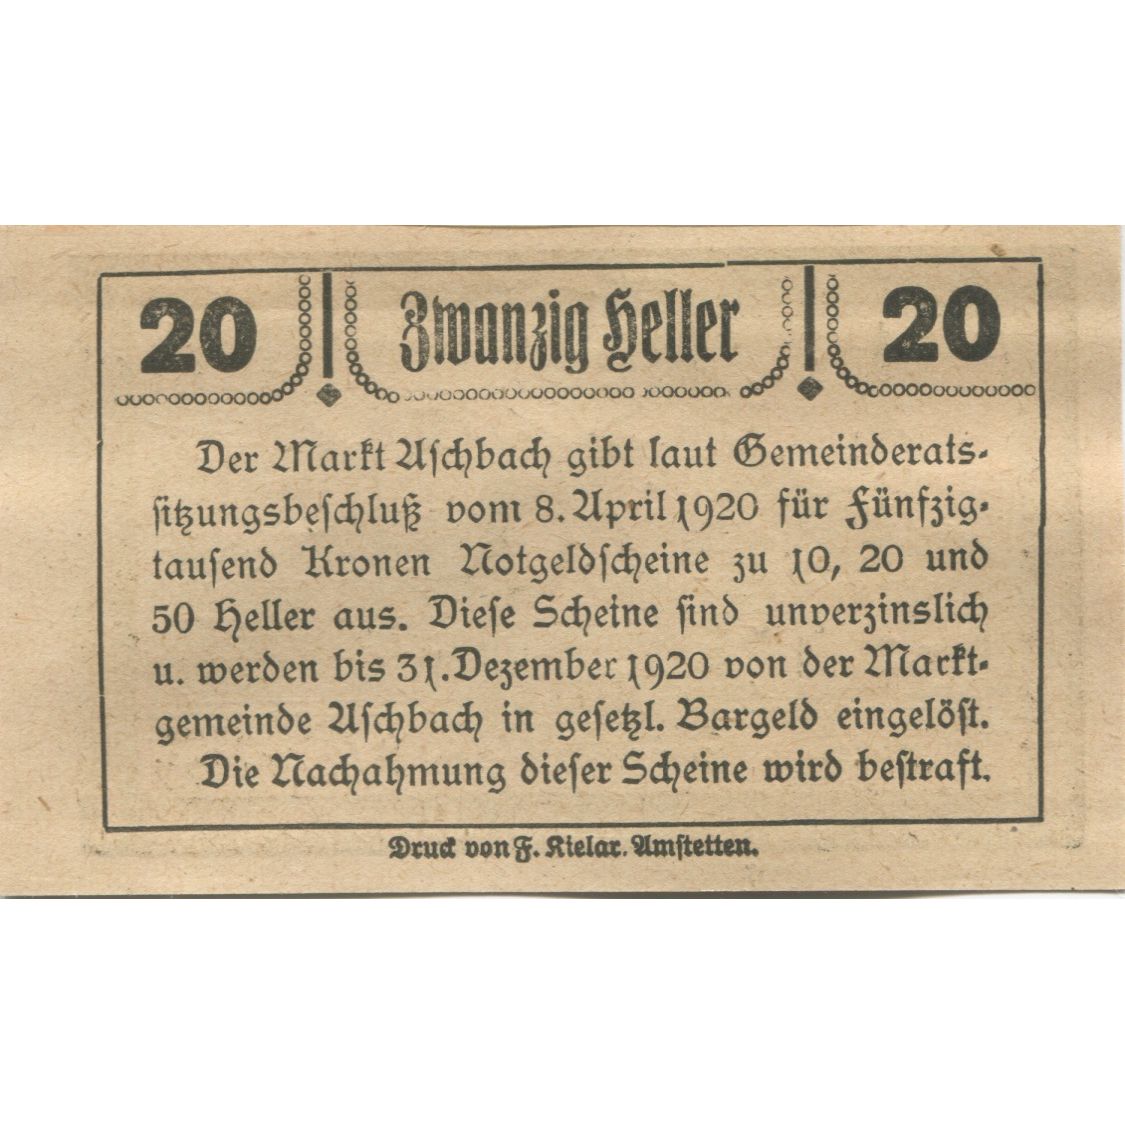 20 Zwanzig Heller 20
Der Markt Aschbach gibt laut Gemeinderats-
sitzungsbeschluß vom 8. April 1920 für Fünfzig-
tausend Kronen Notgeldscheine zu 10, 20 und
50 Heller aus. Diese Scheine sind unverzinslich
u. werden bis 31. Dezember 1920 von der Markt-
gemeinde Aschbach in gesetzl. Bargeld eingelöst.
Die Nachahmung dieser Scheine wird bestraft.
Druck von F. Kielar. Amstetten.